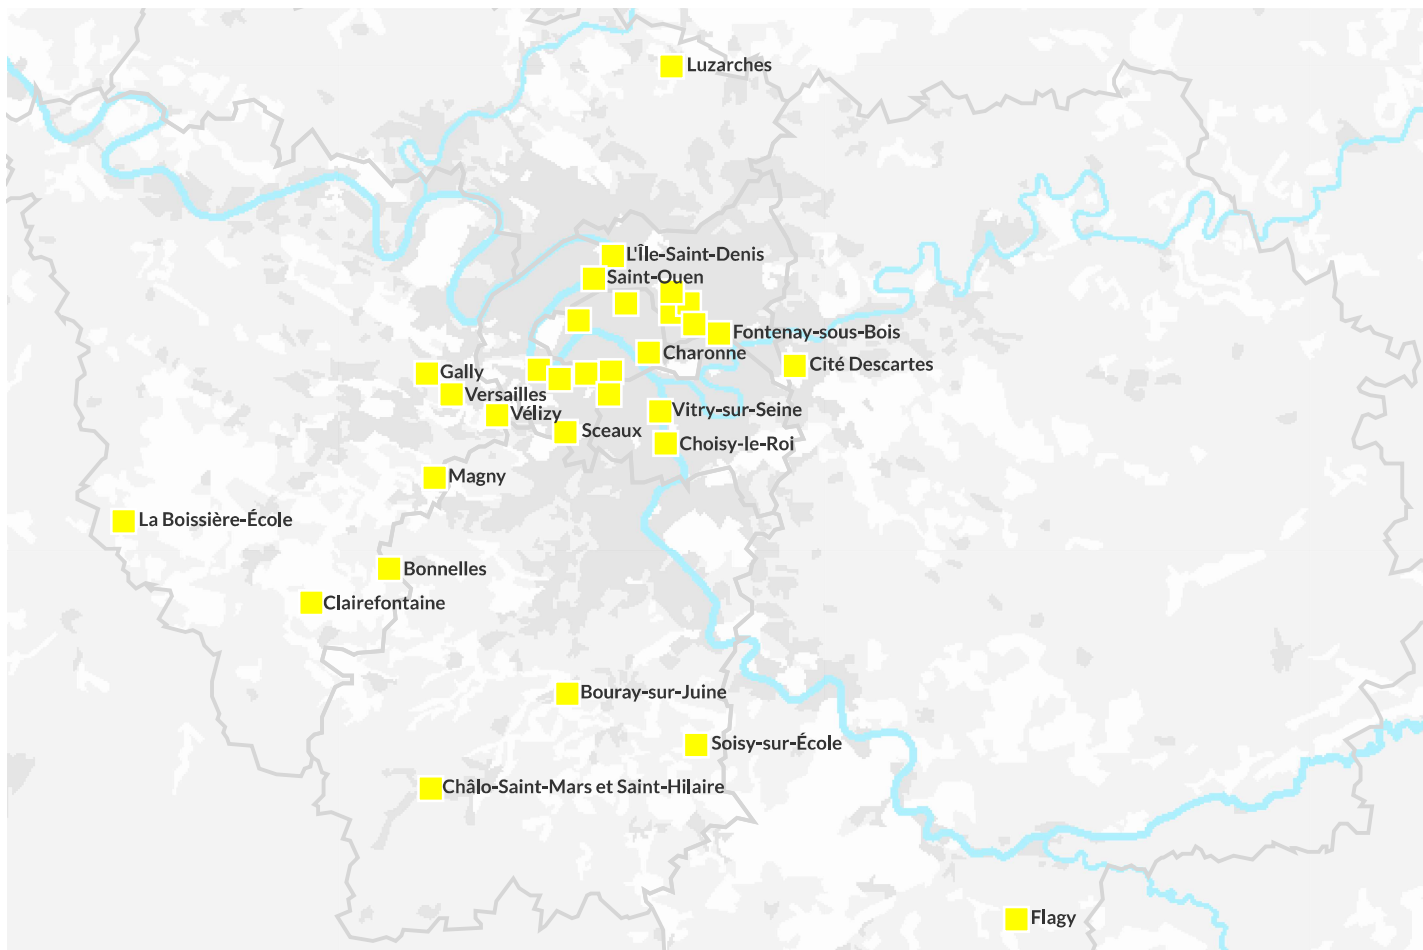 Luzarches
L'Île-Saint-Denis
Saint-Ouen
Fontenay-sous-Bois
Charonne
Cité Descartes
Gally
Versailles
Vélizy
Vitry-sur-Seine
Sceaux
Choisy-le-Roi
Magny
La Boissière-École
Bonnelles
Clairefontaine
Bouray-sur-Juine
Soisy-sur-École
Châlo-Saint-Mars et Saint-Hilaire
Flagy